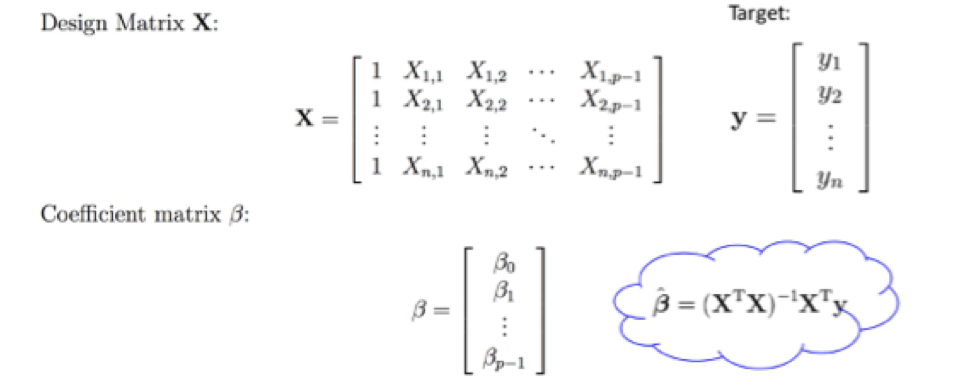 Design Matrix X:
Target:
X = [ 1 X_{1,1} X_{1,2} ⋯ X_{1,p−1}
1 X_{2,1} X_{2,2} ⋯ X_{2,p−1}
⋮ ⋮ ⋮ ⋱ ⋮
1 X_{n,1} X_{n,2} ⋯ X_{n,p−1} ]
y = [ y_1
y_2
⋮
y_n ]
Coefficient matrix β:
β = [ β_0
β_1
⋮
β_{p−1} ]
β̂ = (X^T X)^{−1} X^T y